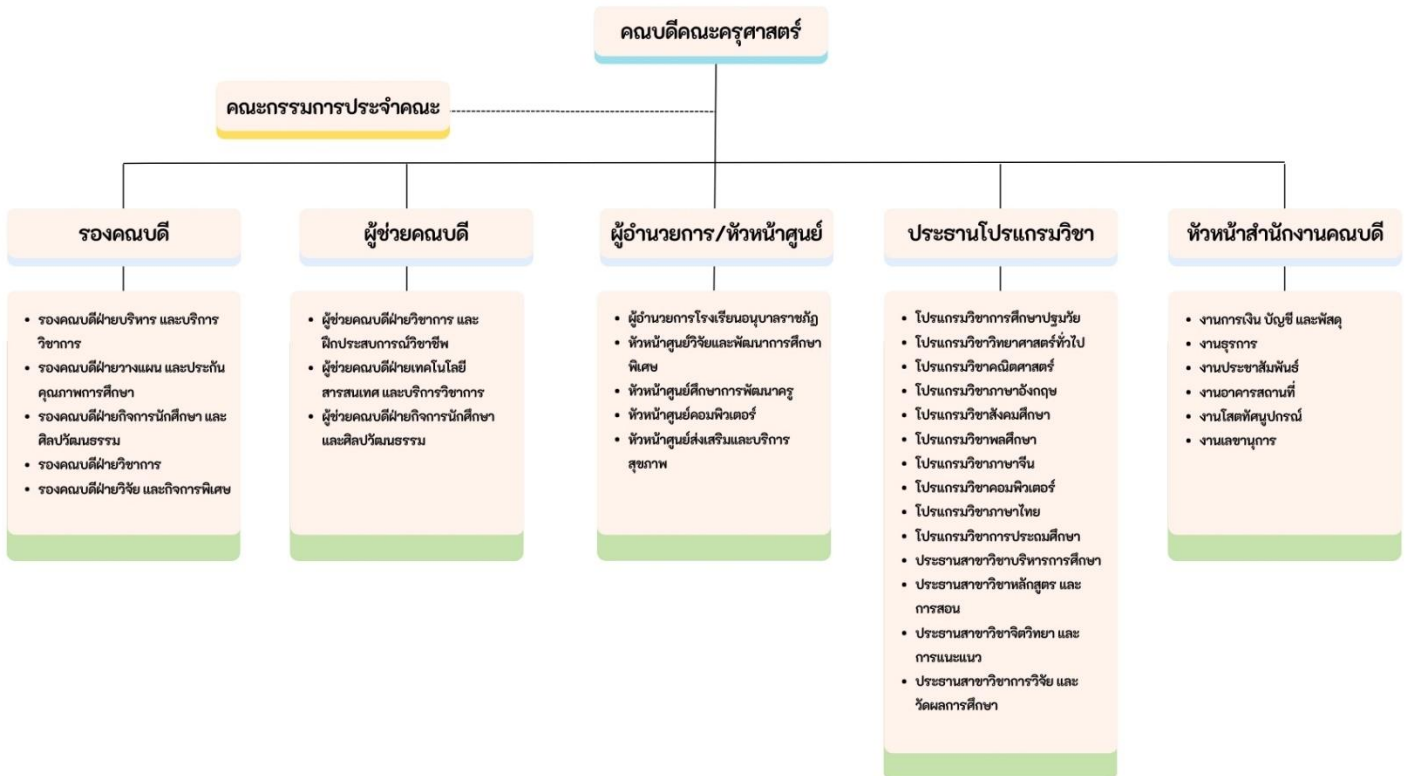 คณบดีคณะครุศาสตร์
คณะกรรมการประจำคณะ
รองคณบดี
• รองคณบดีฝ่ายบริหาร และบริการ
วิชาการ
• รองคณบดีฝ่ายวางแผน และประกัน
คุณภาพการศึกษา
• รองคณบดีฝ่ายกิจการนักศึกษา และ
ศิลปวัฒนธรรม
• รองคณบดีฝ่ายวิชาการ
• รองคณบดีฝ่ายวิจัย และกิจการพิเศษ
ผู้ช่วยคณบดี
• ผู้ช่วยคณบดีฝ่ายวิชาการ และ
ฝึกประสบการณ์วิชาชีพ
• ผู้ช่วยคณบดีฝ่ายเทคโนโลยี
สารสนเทศ และบริการวิชาการ
• ผู้ช่วยคณบดีฝ่ายกิจการนักศึกษา
และศิลปวัฒนธรรม
ผู้อำนวยการ/หัวหน้าศูนย์
• ผู้อำนวยการโรงเรียนอนุบาลราชภัฏ
• หัวหน้าศูนย์วิจัยและพัฒนาการศึกษา
พิเศษ
• หัวหน้าศูนย์ศึกษาการพัฒนาครู
• หัวหน้าศูนย์คอมพิวเตอร์
• หัวหน้าศูนย์ส่งเสริมและบริการ
สุขภาพ
ประธานโปรแกรมวิชา
• โปรแกรมวิชาการศึกษาปฐมวัย
• โปรแกรมวิชาวิทยาศาสตร์ทั่วไป
• โปรแกรมวิชาคณิตศาสตร์
• โปรแกรมวิชาภาษาอังกฤษ
• โปรแกรมวิชาสังคมศึกษา
• โปรแกรมวิชาพลศึกษา
• โปรแกรมวิชาภาษาจีน
• โปรแกรมวิชาคอมพิวเตอร์
• โปรแกรมวิชาภาษาไทย
• โปรแกรมวิชาการประถมศึกษา
• ประธานสาขาวิชาบริหารการศึกษา
• ประธานสาขาวิชาหลักสูตร และ
การสอน
• ประธานสาขาวิชาจิตวิทยา และ
การแนะแนว
• ประธานสาขาวิชาการวิจัย และ
วัดผลการศึกษา
หัวหน้าสำนักงานคณบดี
• งานการเงิน บัญชี และพัสดุ
• งานธุรการ
• งานประชาสัมพันธ์
• งานอาคารสถานที่
• งานโสตทัศนูปกรณ์
• งานเลขานุการ